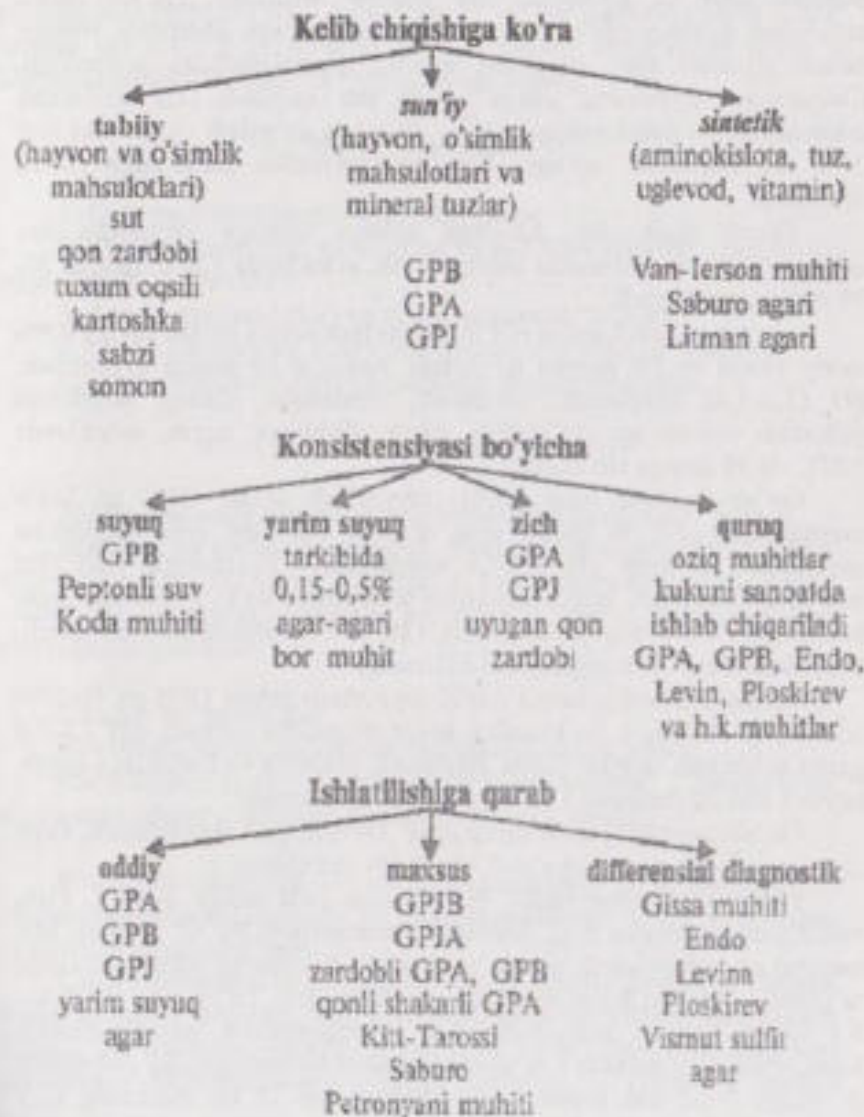 Kelib chiqishiga ko'ra
tabiiy
(hayvon va o'simlik
mahsulotlari)
sut
qon zardobi
tuxum oqsili
kartoshka
sabzi
somon
sun'iy
(hayvon, o'simlik
mahsulotlari va
mineral tuzlar)
GPB
GPA
GPJ
sintetik
(aminokislota, tuz,
uglevod, vitamin)
Van-Ierson muhiti
Saburo agari
Litman agari
Konsistensiyasi bo'yicha
suyuq
GPB
Peptonli suv
Koda muhiti
yarim suyuq
tarkibida
0,15-0,5%
agar-agari
bor muhit
zich
GPA
GPJ
uyugan qon
zardobi
quruq
oziq muhitlar
kukuni sanoatda
ishlab chiqariladi
GPA, GPB, Endo,
Levin, Ploskirev
va h.k.muhitlar
Ishlatilishiga qarab
oddiy
GPA
GPB
GPJ
yarim suyuq
agar
maxsus
GPJB
GPJA
zardobli GPA, GPB
qonli shakarli GPA
Kitt-Tarossi
Saburo
Petronyani muhiti
differensial diagnostik
Gissa muhiti
Endo
Levina
Ploskirev
Vismut sulfit
agar